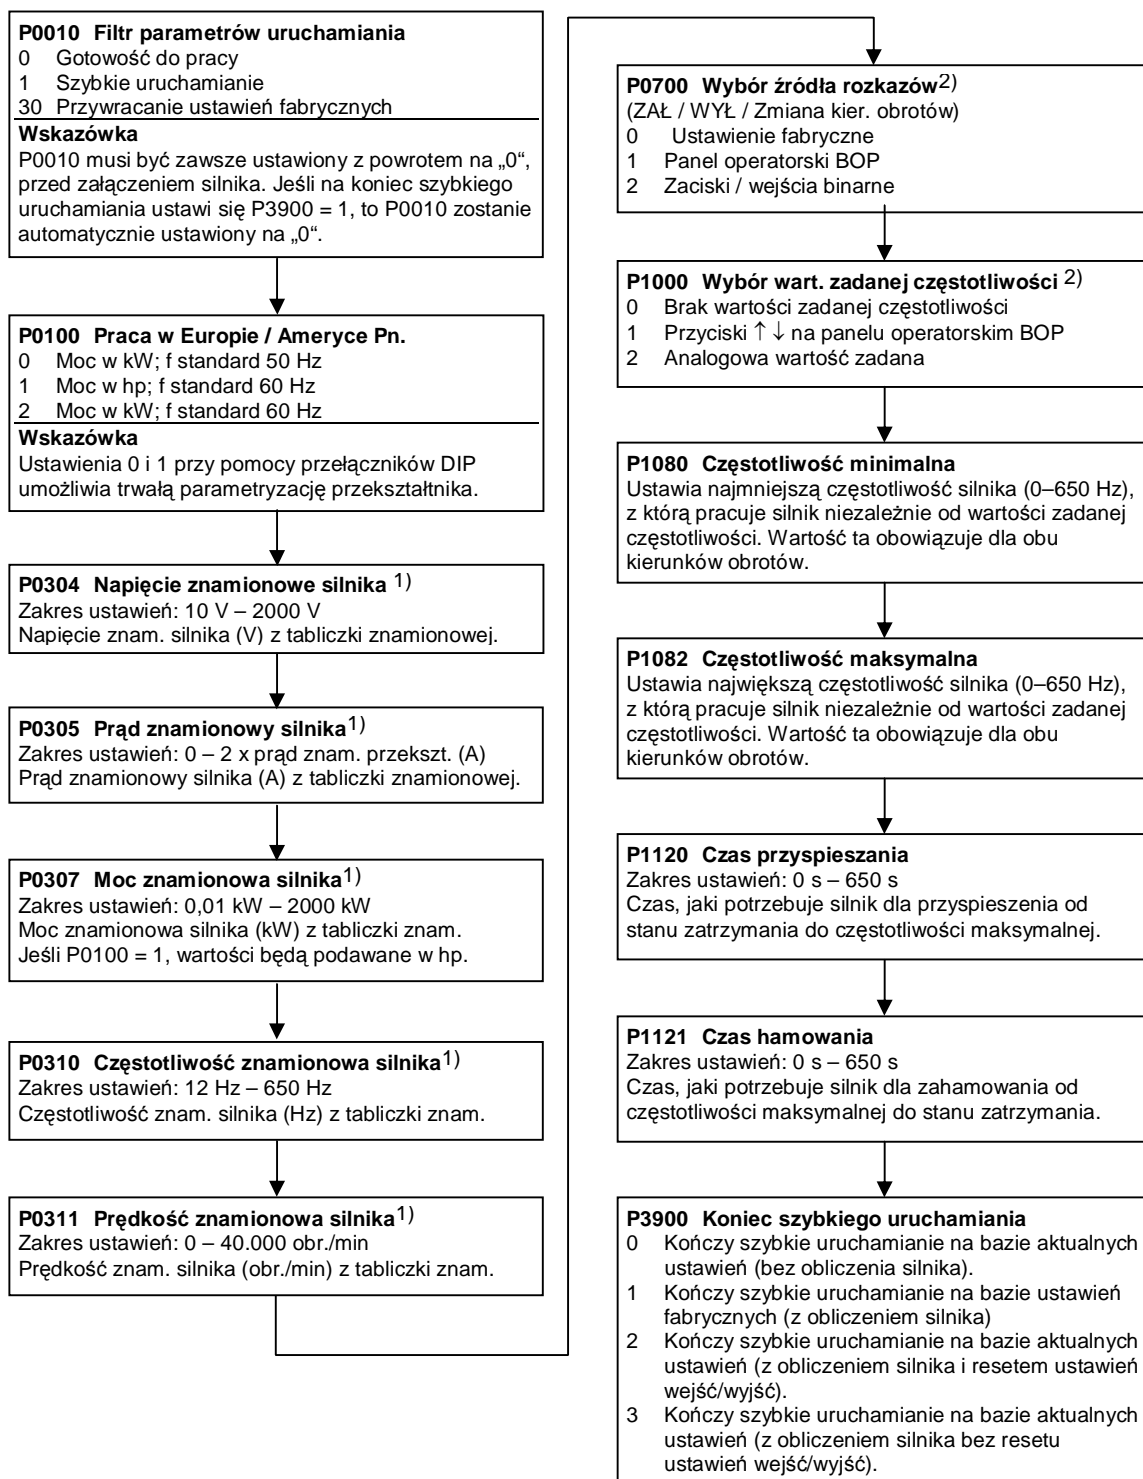 P0010 Filtr parametrów uruchamiania
0 Gotowość do pracy
1 Szybkie uruchamianie
30 Przywracanie ustawień fabrycznych
Wskazówka
P0010 musi być zawsze ustawiony z powrotem na „0“,
przed załączeniem silnika. Jeśli na koniec szybkiego
uruchamiania ustawi się P3900 = 1, to P0010 zostanie
automatycznie ustawiony na „0“.
P0100 Praca w Europie / Ameryce Pn.
0 Moc w kW; f standard 50 Hz
1 Moc w hp; f standard 60 Hz
2 Moc w kW; f standard 60 Hz
Wskazówka
Ustawienia 0 i 1 przy pomocy przełączników DIP
umożliwia trwałą parametryzację przekształtnika.
P0304 Napięcie znamionowe silnika 1)
Zakres ustawień: 10 V – 2000 V
Napięcie znam. silnika (V) z tabliczki znamionowej.
P0305 Prąd znamionowy silnika1)
Zakres ustawień: 0 – 2 x prąd znam. przekszt. (A)
Prąd znamionowy silnika (A) z tabliczki znamionowej.
P0307 Moc znamionowa silnika1)
Zakres ustawień: 0,01 kW – 2000 kW
Moc znamionowa silnika (kW) z tabliczki znam.
Jeśli P0100 = 1, wartości będą podawane w hp.
P0310 Częstotliwość znamionowa silnika1)
Zakres ustawień: 12 Hz – 650 Hz
Częstotliwość znam. silnika (Hz) z tabliczki znam.
P0311 Prędkość znamionowa silnika1)
Zakres ustawień: 0 – 40.000 obr./min
Prędkość znam. silnika (obr./min) z tabliczki znam.
P0700 Wybór źródła rozkazów2)
(ZAŁ / WYŁ / Zmiana kier. obrotów)
0 Ustawienie fabryczne
1 Panel operatorski BOP
2 Zaciski / wejścia binarne
P1000 Wybór wart. zadanej częstotliwości 2)
0 Brak wartości zadanej częstotliwości
1 Przyciski ↑ ↓ na panelu operatorskim BOP
2 Analogowa wartość zadana
P1080 Częstotliwość minimalna
Ustawia najmniejszą częstotliwość silnika (0–650 Hz),
z którą pracuje silnik niezależnie od wartości zadanej
częstotliwości. Wartość ta obowiązuje dla obu
kierunków obrotów.
P1082 Częstotliwość maksymalna
Ustawia największą częstotliwość silnika (0–650 Hz),
z którą pracuje silnik niezależnie od wartości zadanej
częstotliwości. Wartość ta obowiązuje dla obu
kierunków obrotów.
P1120 Czas przyspieszania
Zakres ustawień: 0 s – 650 s
Czas, jaki potrzebuje silnik dla przyspieszenia od
stanu zatrzymania do częstotliwości maksymalnej.
P1121 Czas hamowania
Zakres ustawień: 0 s – 650 s
Czas, jaki potrzebuje silnik dla zahamowania od
częstotliwości maksymalnej do stanu zatrzymania.
P3900 Koniec szybkiego uruchamiania
0 Kończy szybkie uruchamianie na bazie aktualnych
ustawień (bez obliczenia silnika).
1 Kończy szybkie uruchamianie na bazie ustawień
fabrycznych (z obliczeniem silnika)
2 Kończy szybkie uruchamianie na bazie aktualnych
ustawień (z obliczeniem silnika i resetem ustawień
wejść/wyjść).
3 Kończy szybkie uruchamianie na bazie aktualnych
ustawień (z obliczeniem silnika bez resetu
ustawień wejść/wyjść).